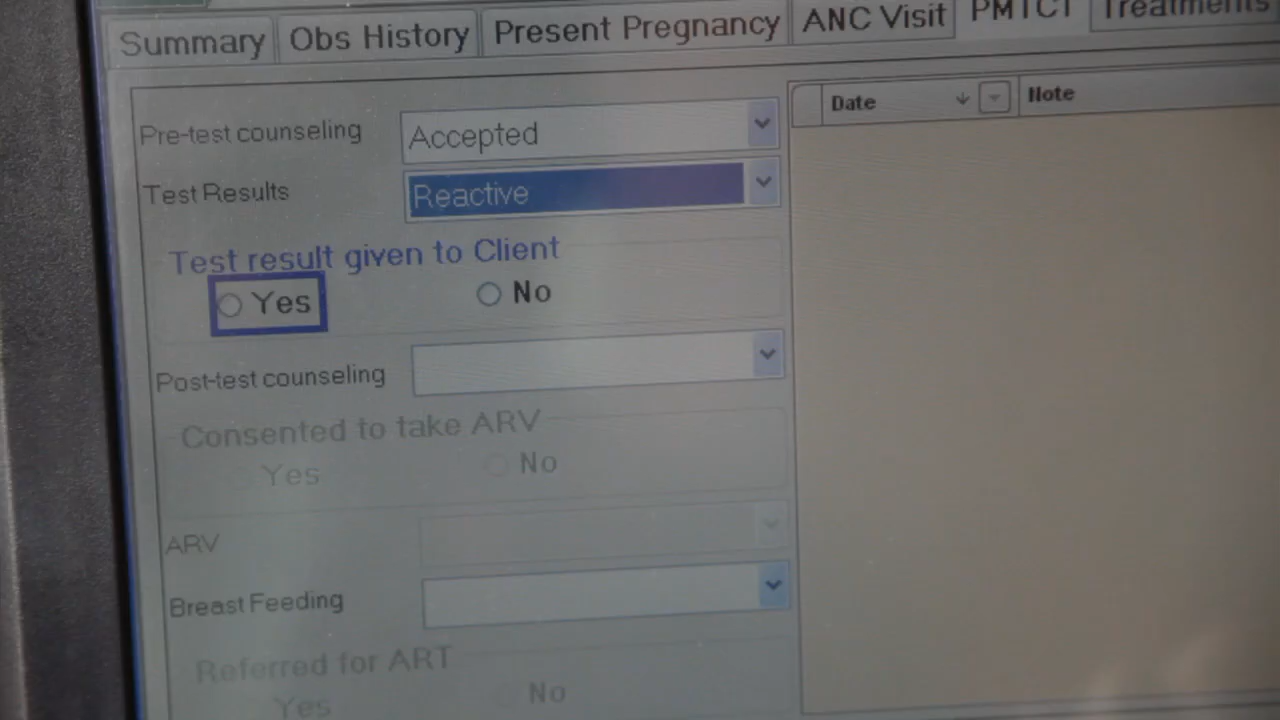 Summary Obs History Present Pregnancy ANC Visit PMTCT Treatments
Date Note
Pre-test counseling Accepted
Test Results Reactive
Test result given to Client
Yes No
Post-test counseling
Consented to take ARV
Yes No
ARV
Breast Feeding
Referred for ART
Yes No